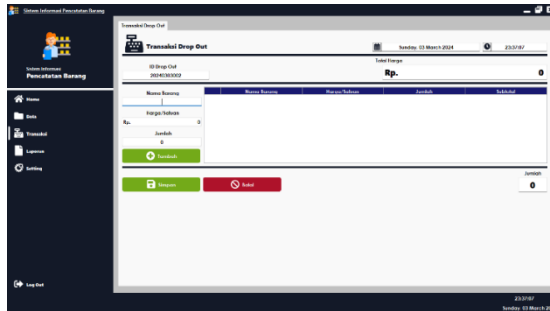 Sistem Informasi Pencatatan Barang
Transaksi Drop Out
Sistem Informasi
Pencatatan Barang
Home
Data
Transaksi
Laporan
Setting
Log Out
Transaksi Drop Out
Sunday, 03 March 2024
23:37:07
ID Drop Out
20240303002
Total Harga
Rp. 0
Nama Barang
Harga/Satuan
Rp. 0
Jumlah
0
Tambah
Nama Barang Harga/Satuan Jumlah Subtotal
Simpan
Batal
Jumlah
0
23:37:07
Sunday, 03 March